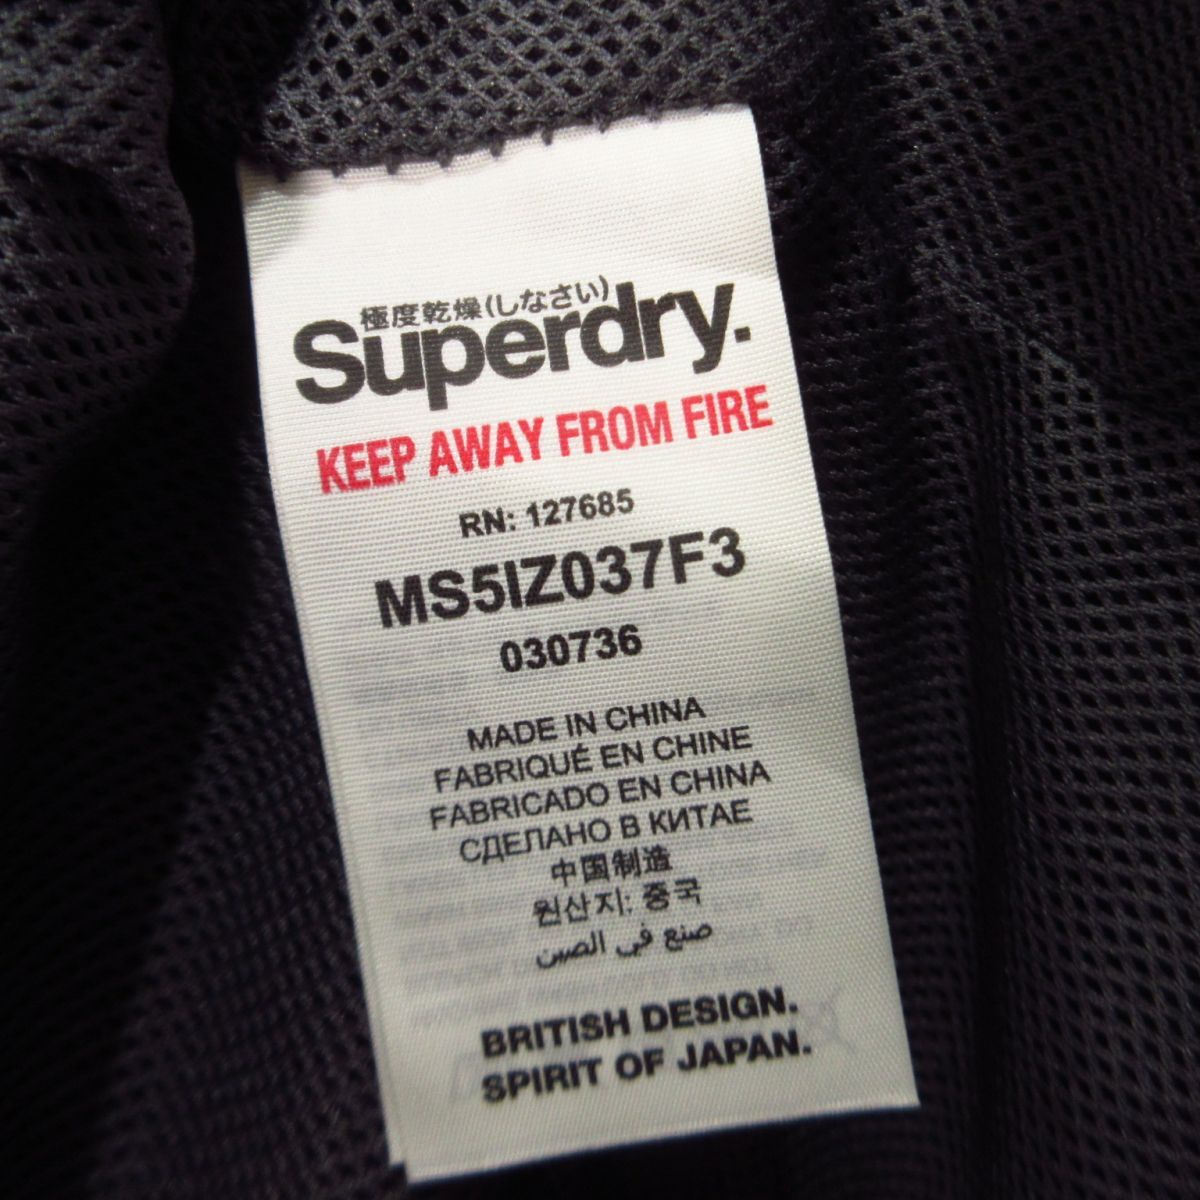 極度乾燥(しなさい)
Superdry.
KEEP AWAY FROM FIRE
RN: 127685
MS5IZ037F3
030736
MADE IN CHINA
FABRIQUÉ EN CHINE
FABRICADO EN CHINA
СДЕЛАНО В КИТАЕ
中国制造
원산지: 중국
صنع في الصين
BRITISH DESIGN.
SPIRIT OF JAPAN.